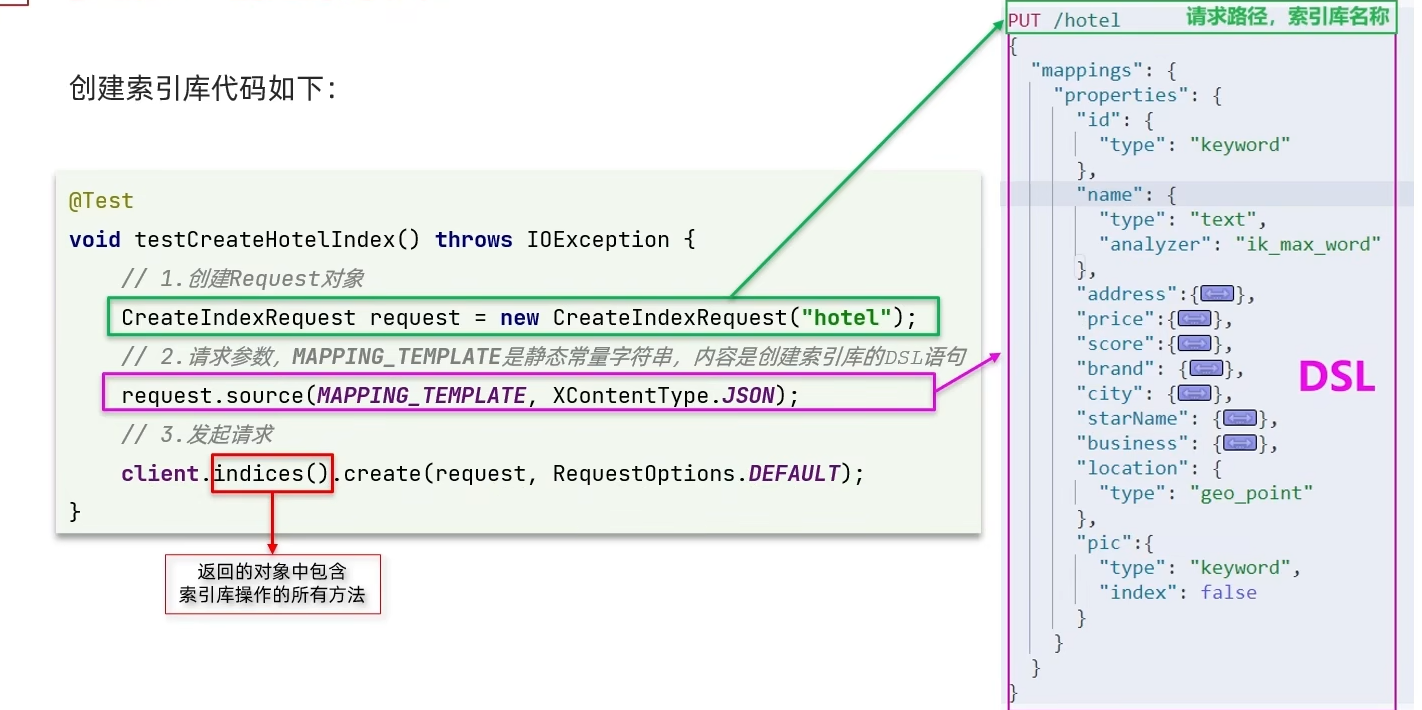 创建索引库代码如下：
@Test
void testCreateHotelIndex() throws IOException {
// 1.创建Request对象
CreateIndexRequest request = new CreateIndexRequest("hotel");
// 2.请求参数，MAPPING_TEMPLATE是静态常量字符串，内容是创建索引库的DSL语句
request.source(MAPPING_TEMPLATE, XContentType.JSON);
// 3.发起请求
client.indices().create(request, RequestOptions.DEFAULT);
}
返回的对象中包含
索引库操作的所有方法
PUT /hotel 请求路径，索引库名称
{
"mappings": {
"properties": {
"id": {
"type": "keyword"
},
"name": {
"type": "text",
"analyzer": "ik_max_word"
},
"address":{},
"price":{},
"score":{},
"brand": {},
"city": {},
"starName": {},
"business": {},
"location": {
"type": "geo_point"
},
"pic":{
"type": "keyword",
"index": false
}
}
}
}
DSL